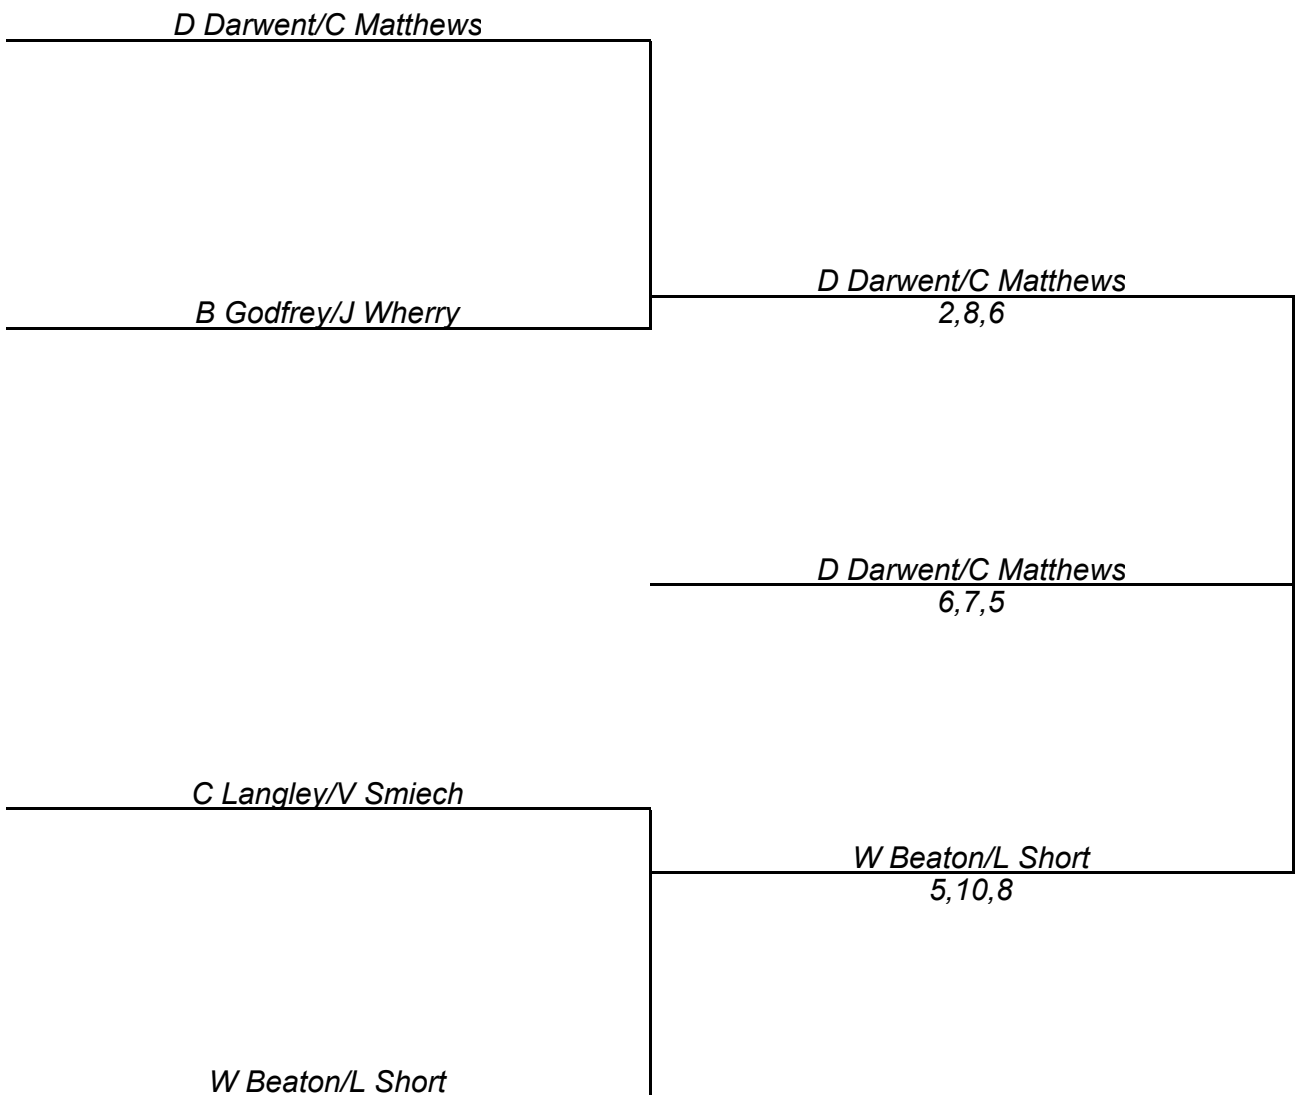 D Darwent/C Matthews
D Darwent/C Matthews
B Godfrey/J Wherry
2,8,6
D Darwent/C Matthews
6,7,5
C Langley/V Smiech
W Beaton/L Short
5,10,8
W Beaton/L Short